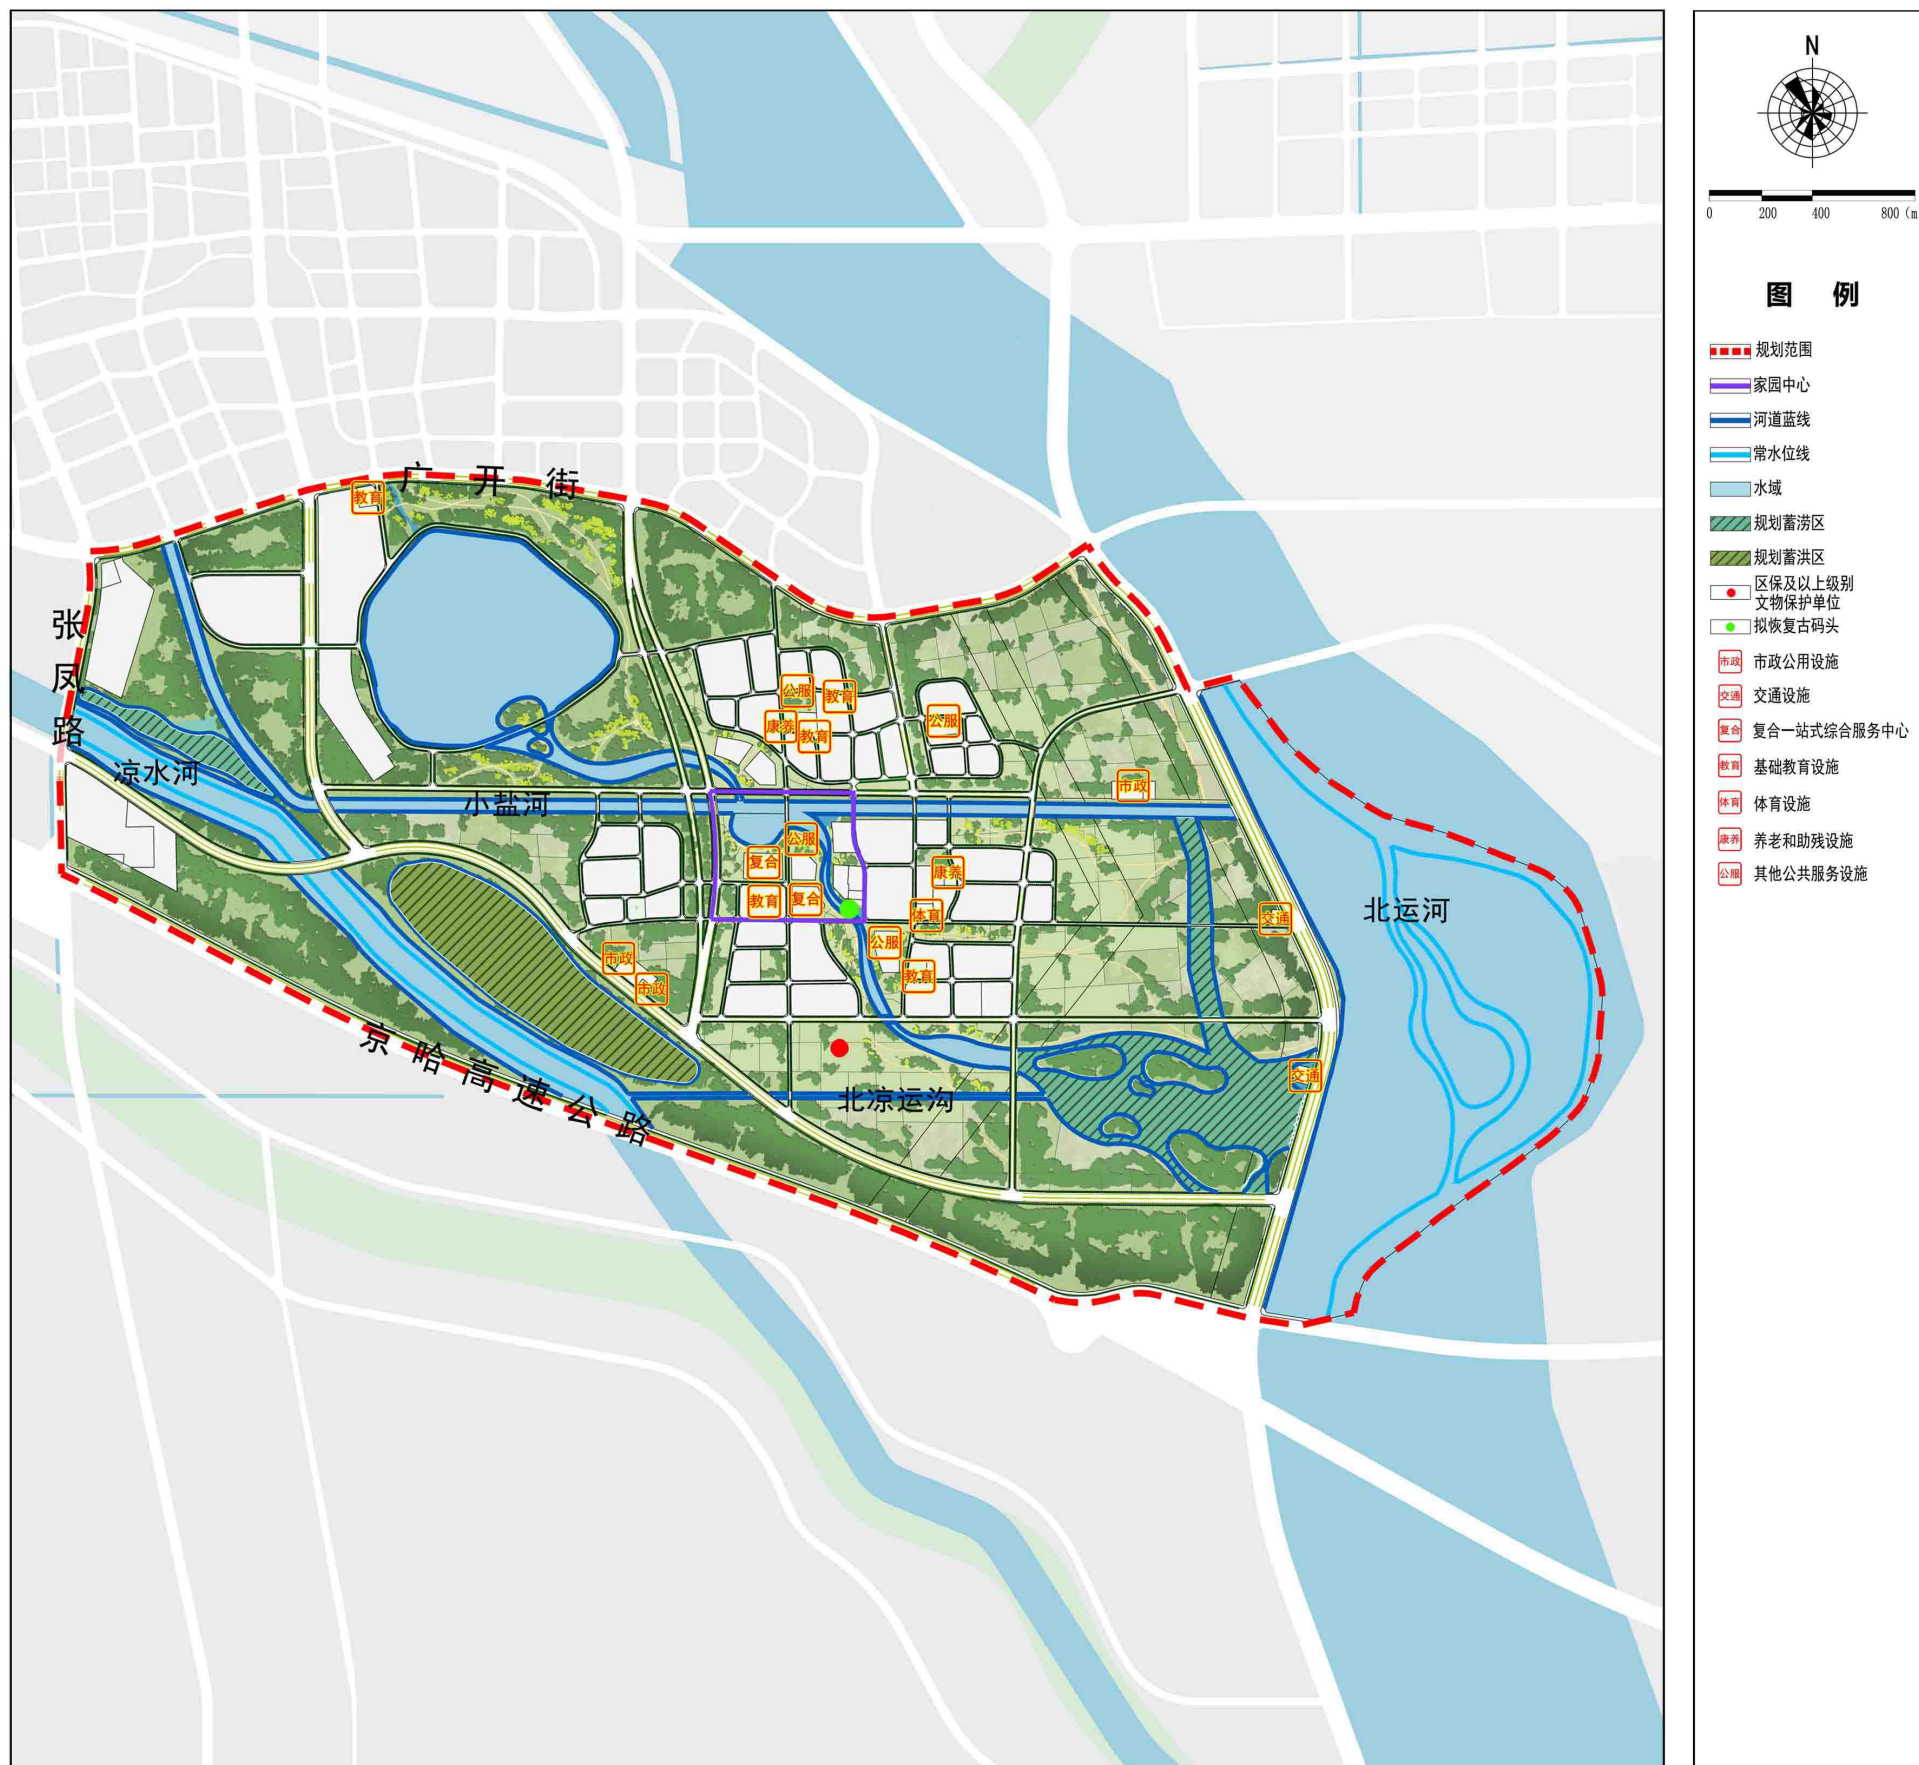 广开街
教育
张凤路
公服
教育
康养
教育
公服
凉水河
小盐河
市政
公服
复合
康养
教育
复合
体育
交通
北运河
公服
市政
教育
市政
京哈高速公路
北凉运沟
交通
N
0 200 400 800 (m
图 例
规划范围
家园中心
河道蓝线
常水位线
水域
规划蓄涝区
规划蓄洪区
区保及以上级别
文物保护单位
拟恢复古码头
市政 市政公用设施
交通 交通设施
复合 复合一站式综合服务中心
教育 基础教育设施
体育 体育设施
康养 养老和助残设施
公服 其他公共服务设施